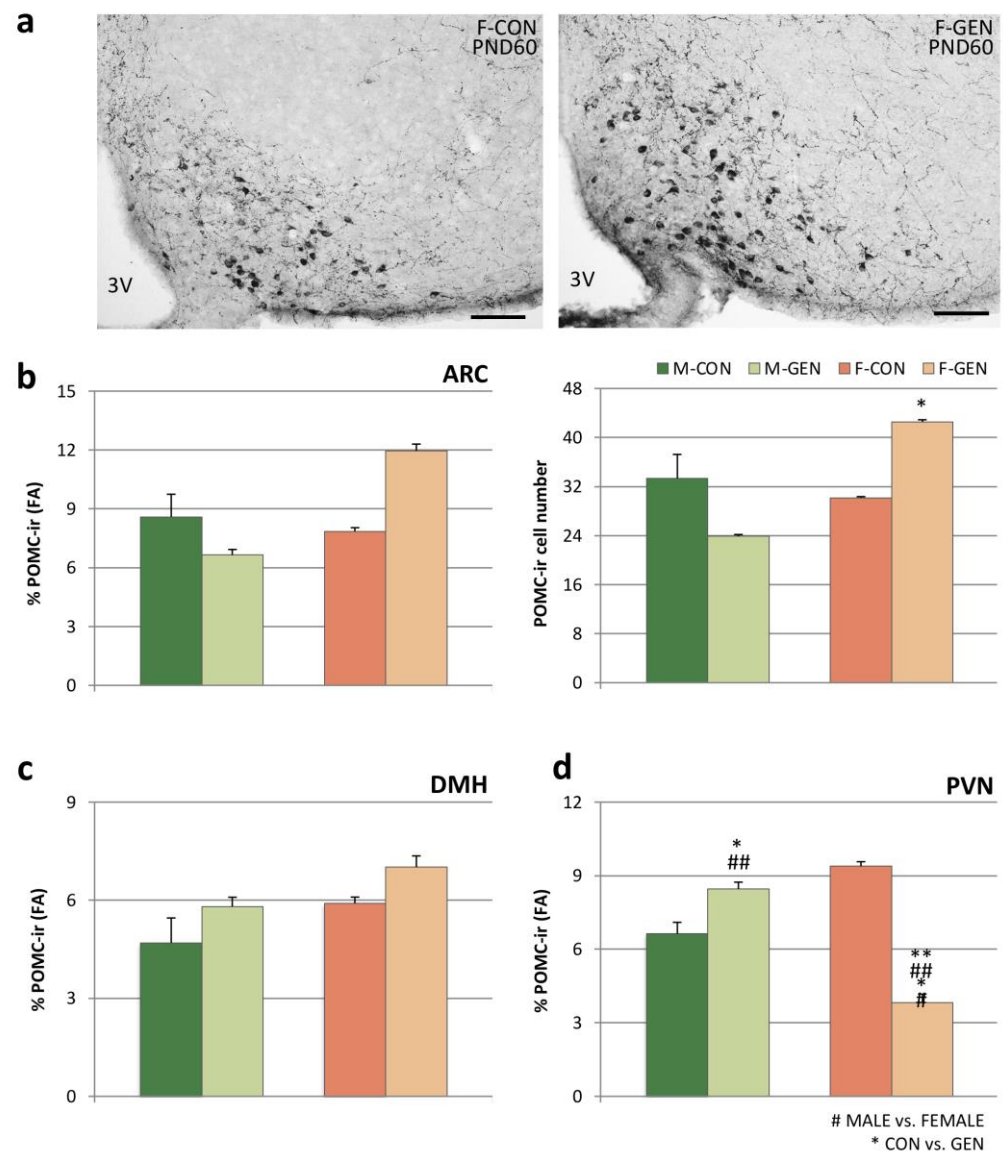 a
F-CON
PND60
3V
F-GEN
PND60
3V
b
ARC
% POMC-ir (FA)
15
12
9
6
3
0
M-CON M-GEN F-CON F-GEN
POMC-ir cell number
48
40
32
24
16
8
0
*
c
DMH
% POMC-ir (FA)
9
6
3
0
d
PVN
% POMC-ir (FA)
12
9
6
3
0
*
##
**
##
*
#
# MALE vs. FEMALE
* CON vs. GEN